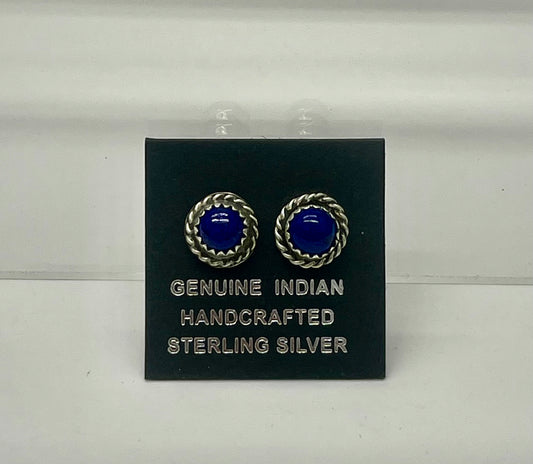 GENUINE INDIAN
HANDCRAFTED
STERLING SILVER